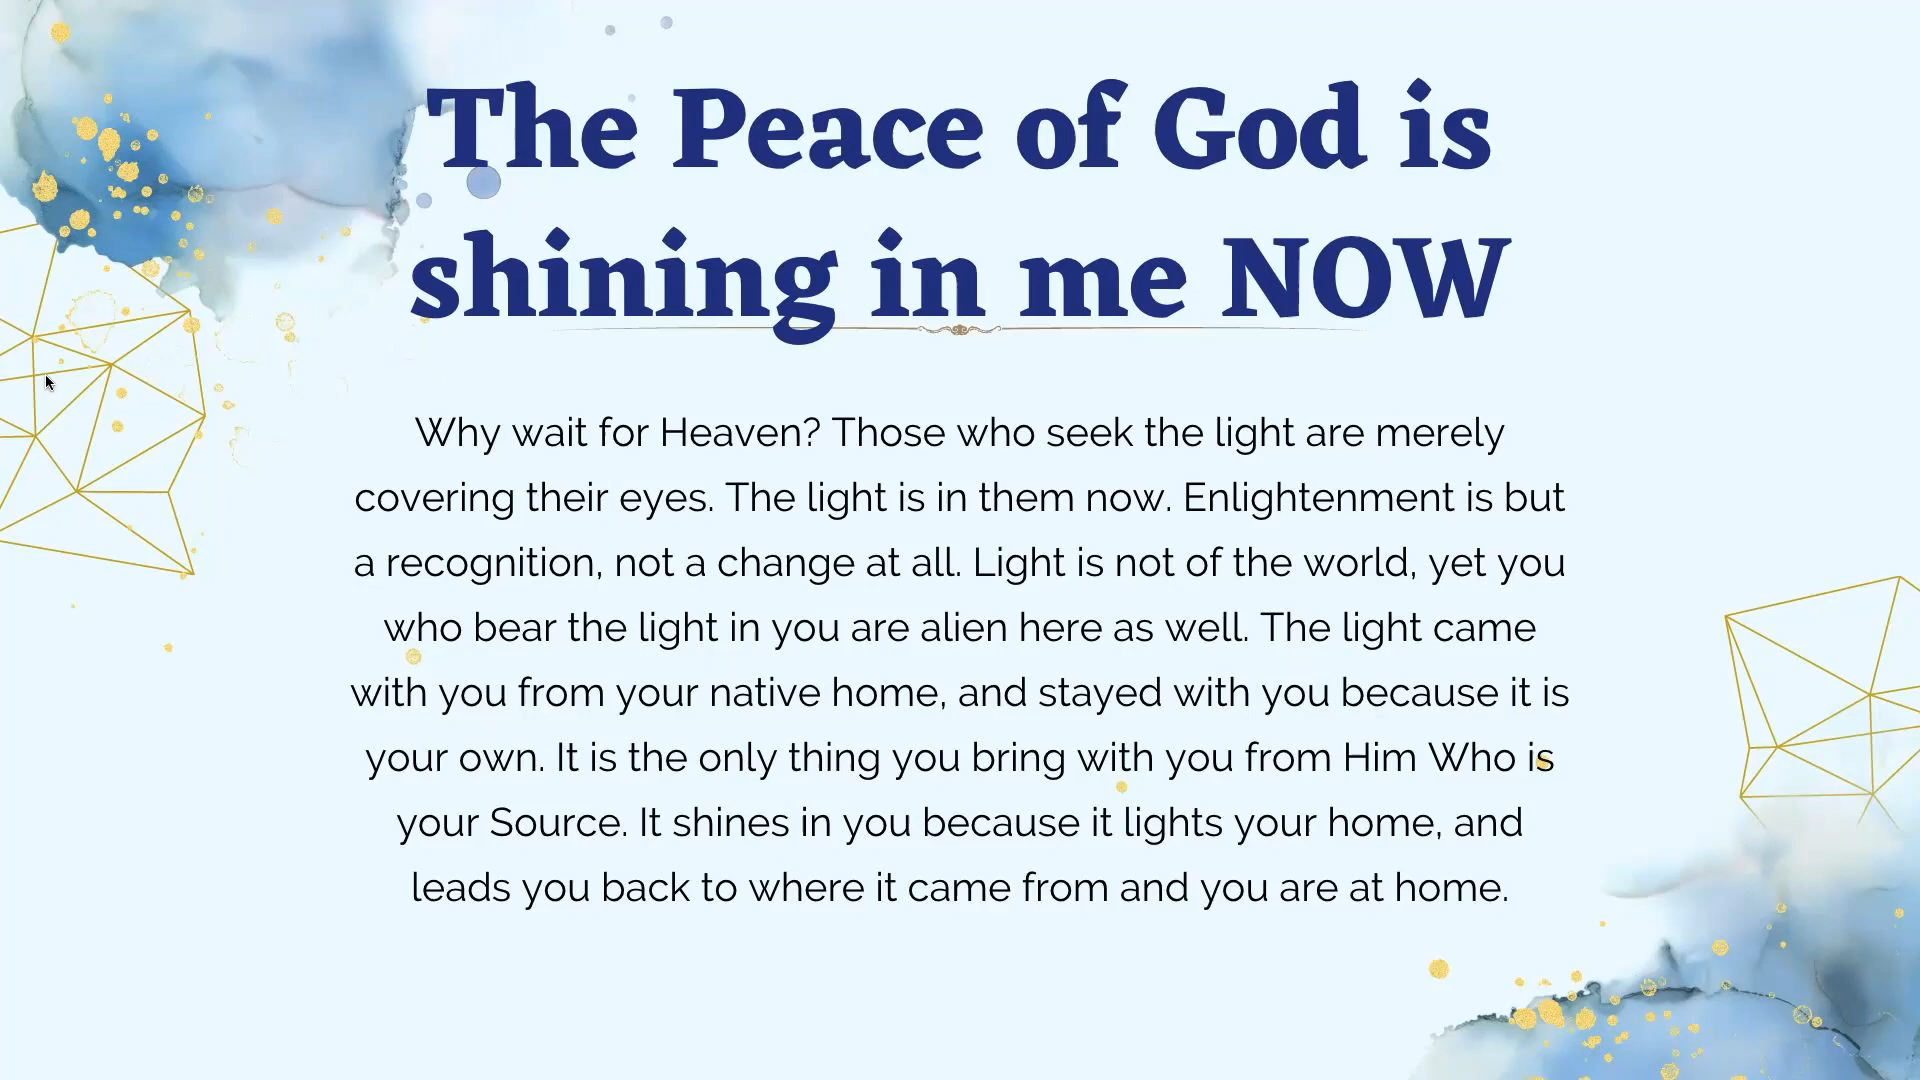 The Peace of God is
shining in me NOW
Why wait for Heaven? Those who seek the light are merely
covering their eyes. The light is in them now. Enlightenment is but
a recognition, not a change at all. Light is not of the world, yet you
who bear the light in you are alien here as well. The light came
with you from your native home, and stayed with you because it is
your own. It is the only thing you bring with you from Him Who is
your Source. It shines in you because it lights your home, and
leads you back to where it came from and you are at home.